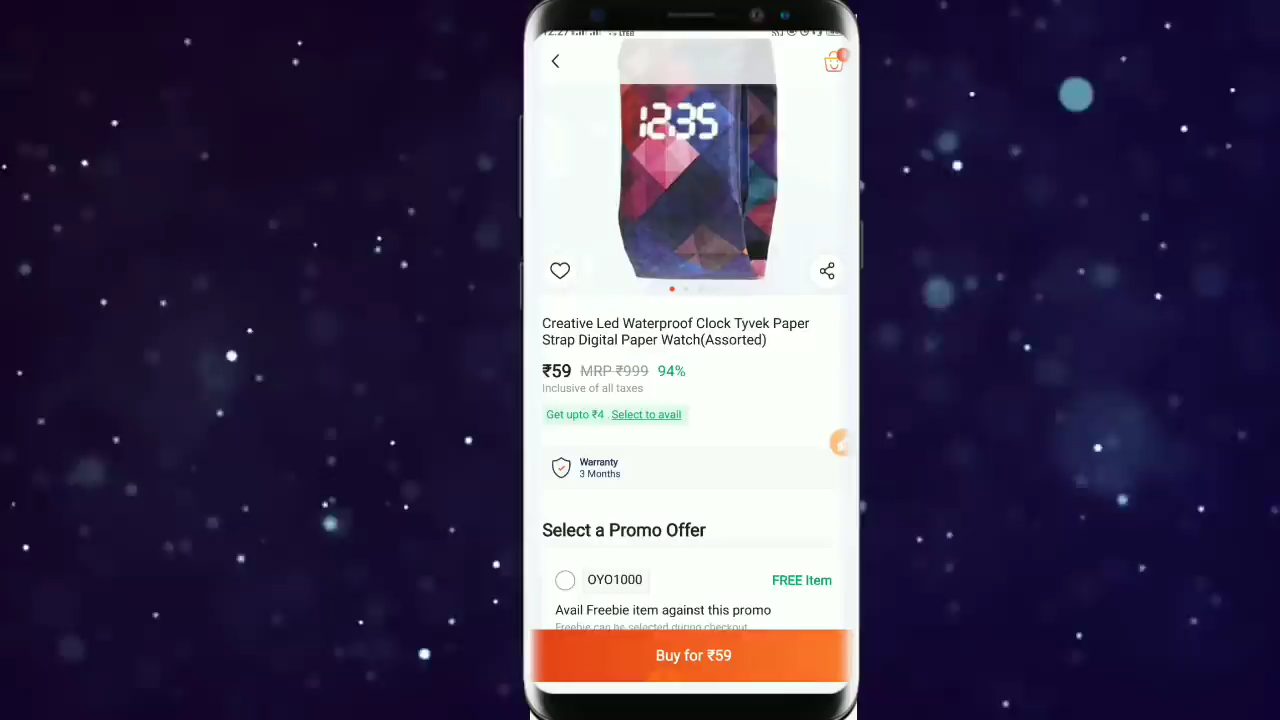 12:35
Creative Led Waterproof Clock Tyvek Paper
Strap Digital Paper Watch(Assorted)
₹59 MRP ₹999 94%
Inclusive of all taxes
Get upto ₹4 . Select to avail
Warranty
3 Months
Select a Promo Offer
OYO1000 FREE Item
Avail Freebie item against this promo
Freebie can be selected during checkout
Buy for ₹59